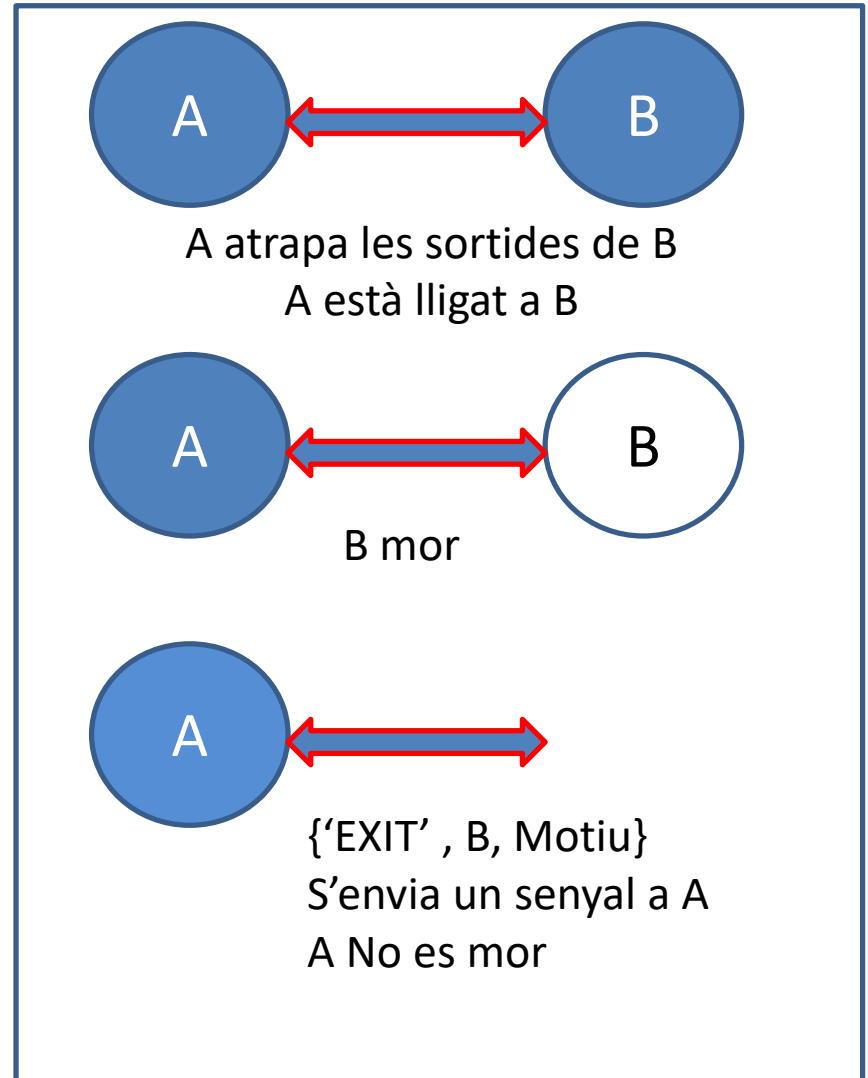 A B
A atrapa les sortides de B
A està lligat a B
A B
B mor
A
{‘EXIT’ , B, Motiu}
S’envia un senyal a A
A No es mor